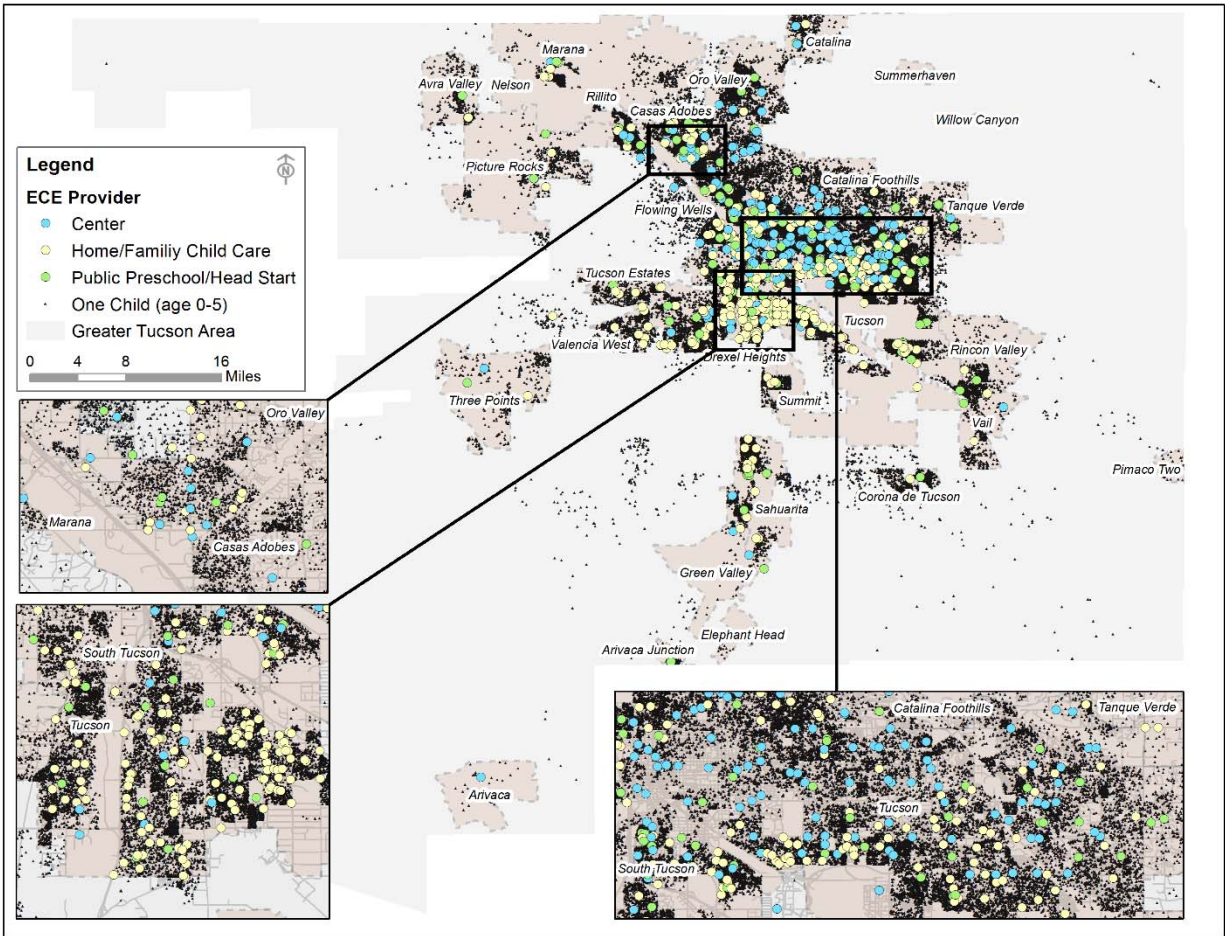 Catalina
Marana
Oro Valley
Summerhaven
Avra Valley
Nelson
Rillito
Casas Adobes
Willow Canyon
Legend
N
ECE Provider
Center
Home/Familiy Child Care
Public Preschool/Head Start
One Child (age 0-5)
Greater Tucson Area
0 4 8 16
Miles
Picture Rocks
Catalina Foothills
Flowing Wells
Tanque Verde
Tucson Estates
Tucson
Valencia West
Drexel Heights
Rincon Valley
Three Points
Summit
Vail
Pimaco Two
Corona de Tucson
Sahuarita
Green Valley
Elephant Head
Arivaca Junction
Arivaca
Oro Valley
Marana
Casas Adobes
South Tucson
Tucson
Catalina Foothills
Tanque Verde
Tucson
South Tucson